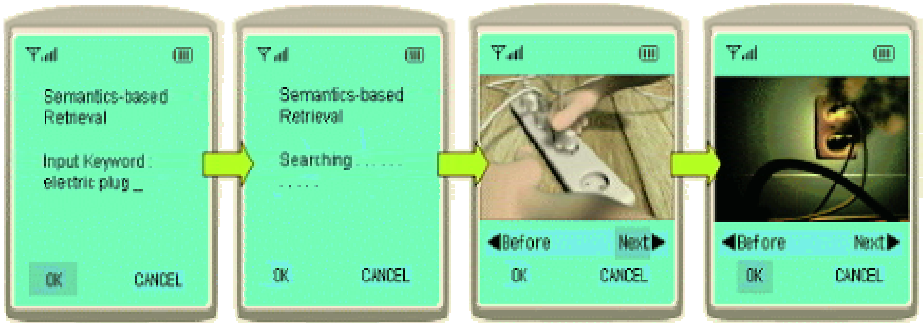 Semantics-based
Retrieval
Input Keyword :
electric plug _
OK CANCEL
Semantics-based
Retrieval
Searching . . . . . .
. . . . .
OK CANCEL
◀Before Next▶
OK CANCEL
◀Before Next▶
OK CANCEL